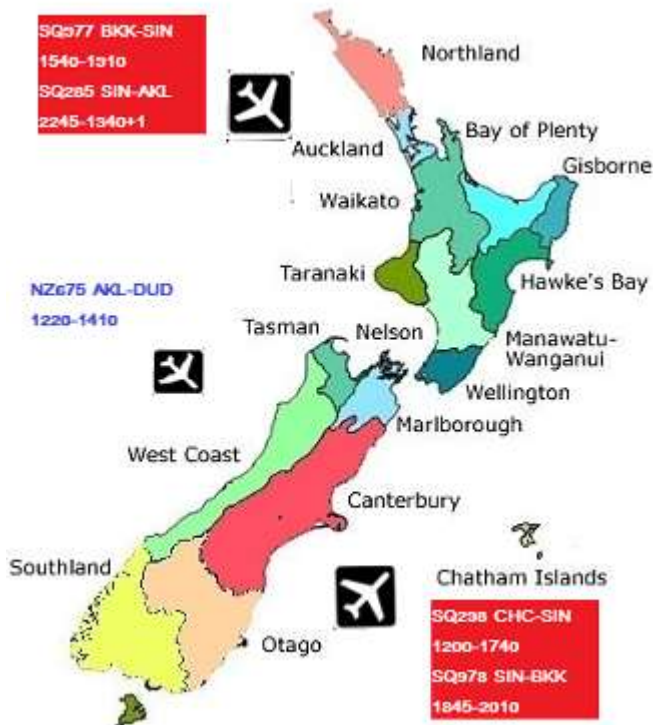 SQ977 BKK-SIN
1540-1910
SQ285 SIN-AKL
2245-1340+1
Northland
Auckland
Bay of Plenty
Gisborne
Waikato
Taranaki
Hawke's Bay
NZ675 AKL-DUD
1220-1410
Tasman
Nelson
Manawatu-
Wanganui
Wellington
Marlborough
West Coast
Canterbury
Southland
Chatham Islands
Otago
SQ298 CHC-SIN
1200-1740
SQ978 SIN-BKK
1845-2010